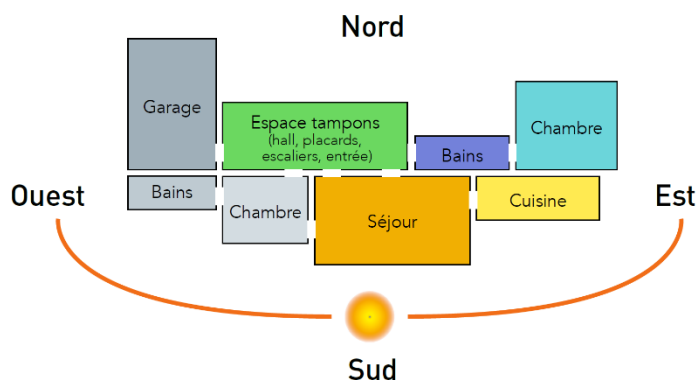 Nord
Garage
Espace tampons
(hall, placards,
escaliers, entrée)
Bains
Chambre
Ouest
Bains
Chambre
Séjour
Cuisine
Est
Sud